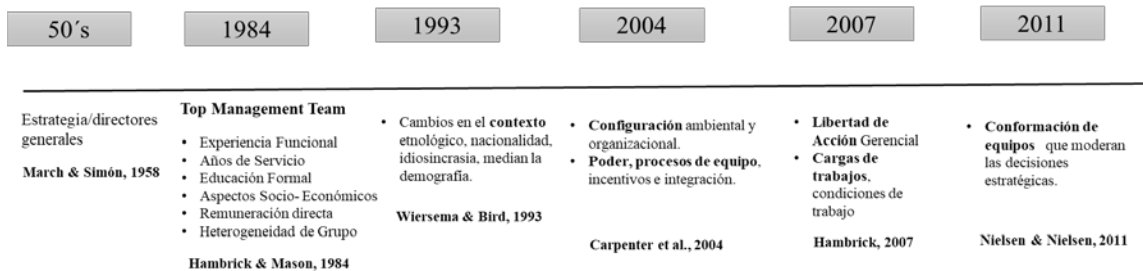 50´s
1984
1993
2004
2007
2011
Estrategia/directores
generales
March & Simón, 1958
Top Management Team
• Experiencia Funcional
• Años de Servicio
• Educación Formal
• Aspectos Socio- Económicos
• Remuneración directa
• Heterogeneidad de Grupo
Hambrick & Mason, 1984
• Cambios en el contexto
etnológico, nacionalidad,
idiosincrasia, median la
demografía.
Wiersema & Bird, 1993
• Configuración ambiental y
organizacional.
• Poder, procesos de equipo,
incentivos e integración.
Carpenter et al., 2004
• Libertad de
Acción Gerencial
• Cargas de
trabajos,
condiciones de
trabajo
Hambrick, 2007
• Conformación de
equipos que moderan
las decisiones
estratégicas.
Nielsen & Nielsen, 2011